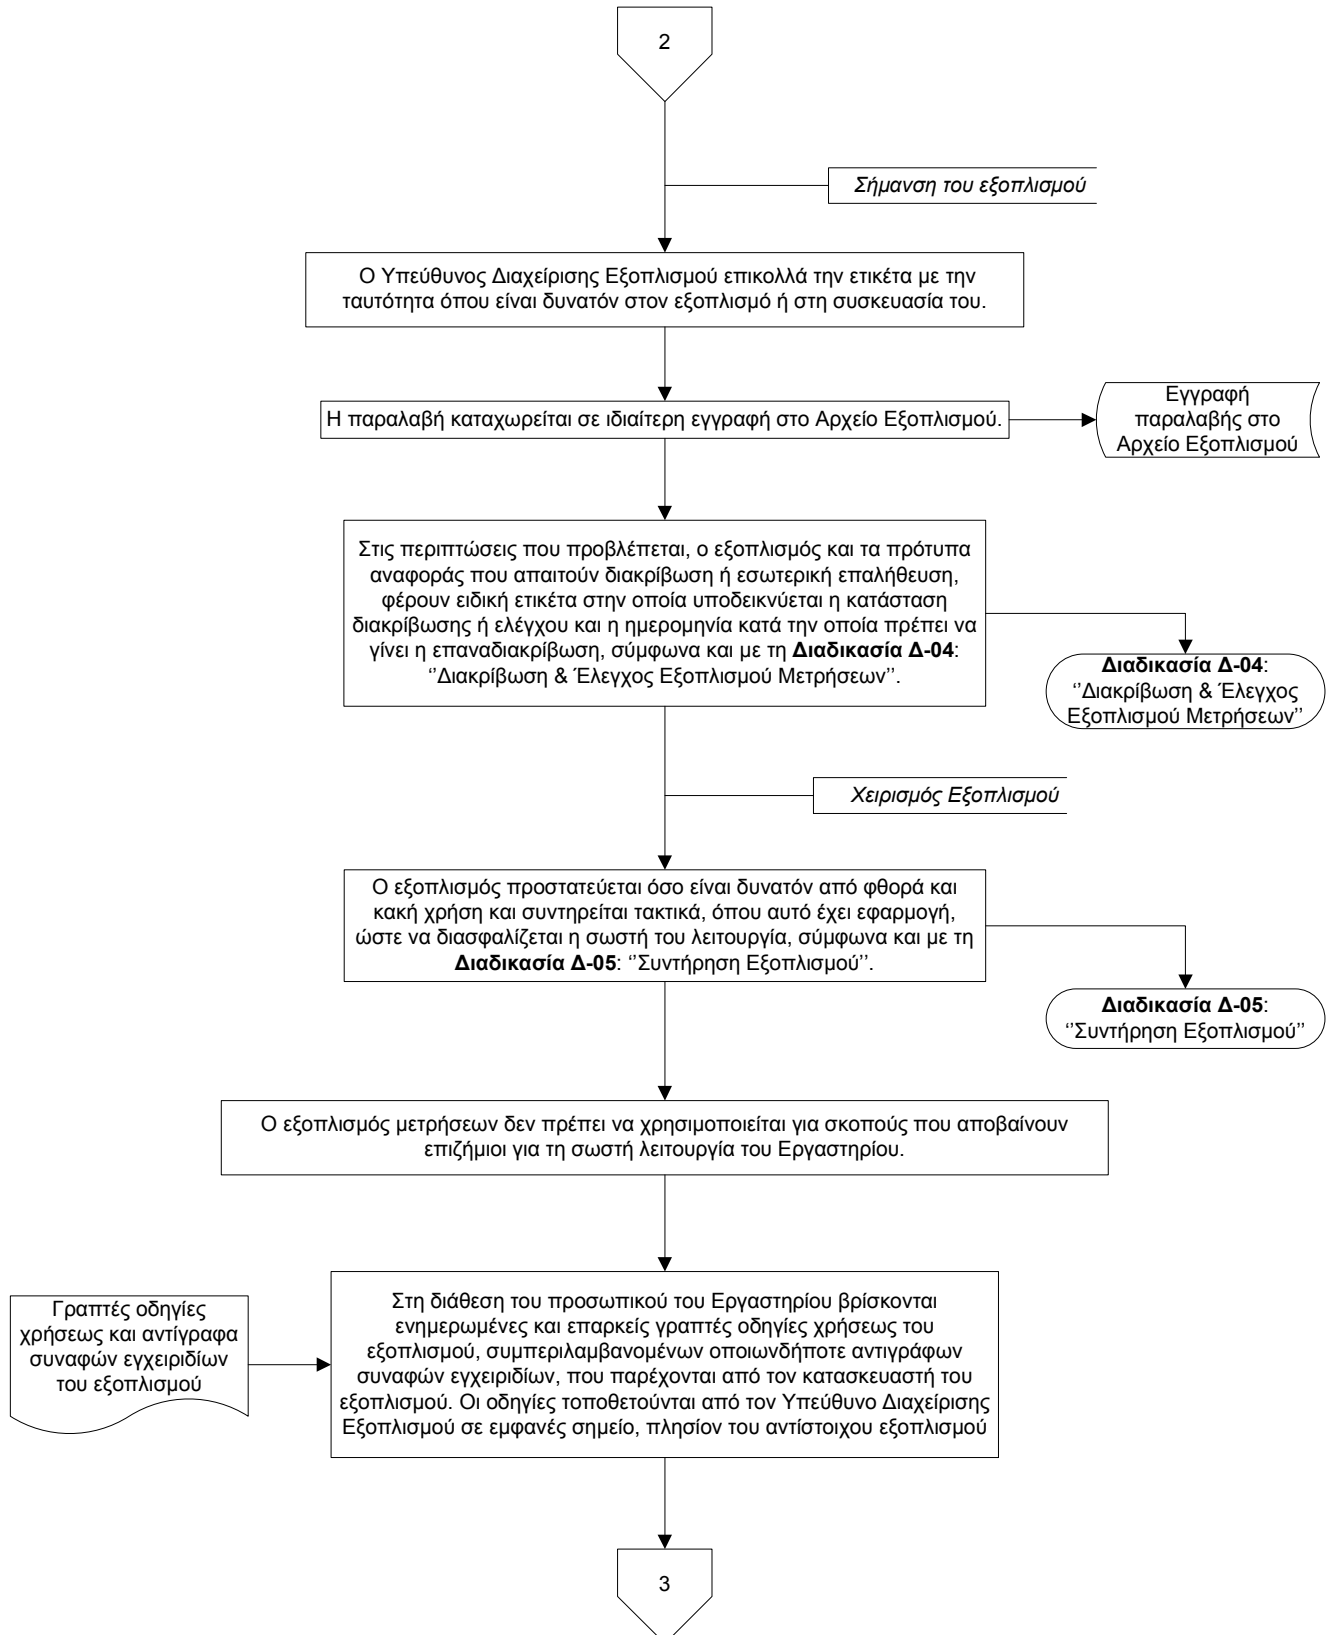 2
Σήμανση του εξοπλισμού
Ο Υπεύθυνος Διαχείρισης Εξοπλισμού επικολλά την ετικέτα με την
ταυτότητα όπου είναι δυνατόν στον εξοπλισμό ή στη συσκευασία του.
Η παραλαβή καταχωρείται σε ιδιαίτερη εγγραφή στο Αρχείο Εξοπλισμού.
Εγγραφή
παραλαβής στο
Αρχείο Εξοπλισμού
Στις περιπτώσεις που προβλέπεται, ο εξοπλισμός και τα πρότυπα
αναφοράς που απαιτούν διακρίβωση ή εσωτερική επαλήθευση,
φέρουν ειδική ετικέτα στην οποία υποδεικνύεται η κατάσταση
διακρίβωσης ή ελέγχου και η ημερομηνία κατά την οποία πρέπει να
γίνει η επαναδιακρίβωση, σύμφωνα και με τη Διαδικασία Δ-04:
‘’Διακρίβωση & Έλεγχος Εξοπλισμού Μετρήσεων’’.
Διαδικασία Δ-04:
‘’Διακρίβωση & Έλεγχος
Εξοπλισμού Μετρήσεων’’
Χειρισμός Εξοπλισμού
Ο εξοπλισμός προστατεύεται όσο είναι δυνατόν από φθορά και
κακή χρήση και συντηρείται τακτικά, όπου αυτό έχει εφαρμογή,
ώστε να διασφαλίζεται η σωστή του λειτουργία, σύμφωνα και με τη
Διαδικασία Δ-05: ‘’Συντήρηση Εξοπλισμού’’.
Διαδικασία Δ-05:
‘’Συντήρηση Εξοπλισμού’’
Ο εξοπλισμός μετρήσεων δεν πρέπει να χρησιμοποιείται για σκοπούς που αποβαίνουν
επιζήμιοι για τη σωστή λειτουργία του Εργαστηρίου.
Γραπτές οδηγίες
χρήσεως και αντίγραφα
συναφών εγχειριδίων
του εξοπλισμού
Στη διάθεση του προσωπικού του Εργαστηρίου βρίσκονται
ενημερωμένες και επαρκείς γραπτές οδηγίες χρήσεως του
εξοπλισμού, συμπεριλαμβανομένων οποιωνδήποτε αντιγράφων
συναφών εγχειριδίων, που παρέχονται από τον κατασκευαστή του
εξοπλισμού. Οι οδηγίες τοποθετούνται από τον Υπεύθυνο Διαχείρισης
Εξοπλισμού σε εμφανές σημείο, πλησίον του αντίστοιχου εξοπλισμού
3